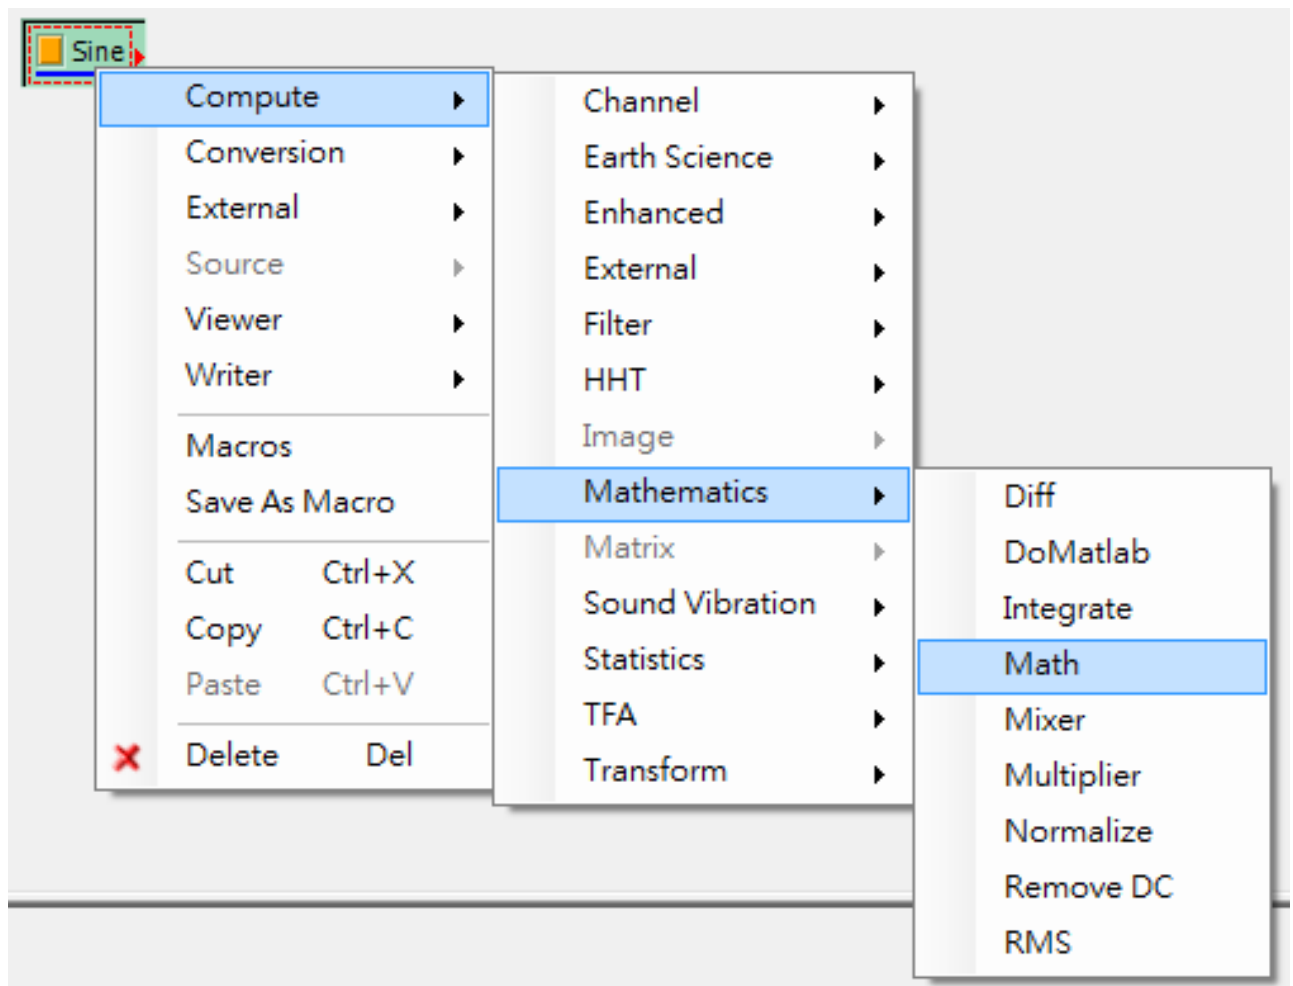 Sine
Compute
Conversion
External
Source
Viewer
Writer
Macros
Save As Macro
Cut Ctrl+X
Copy Ctrl+C
Paste Ctrl+V
Delete Del
Channel
Earth Science
Enhanced
External
Filter
HHT
Image
Mathematics
Matrix
Sound Vibration
Statistics
TFA
Transform
Diff
DoMatlab
Integrate
Math
Mixer
Multiplier
Normalize
Remove DC
RMS